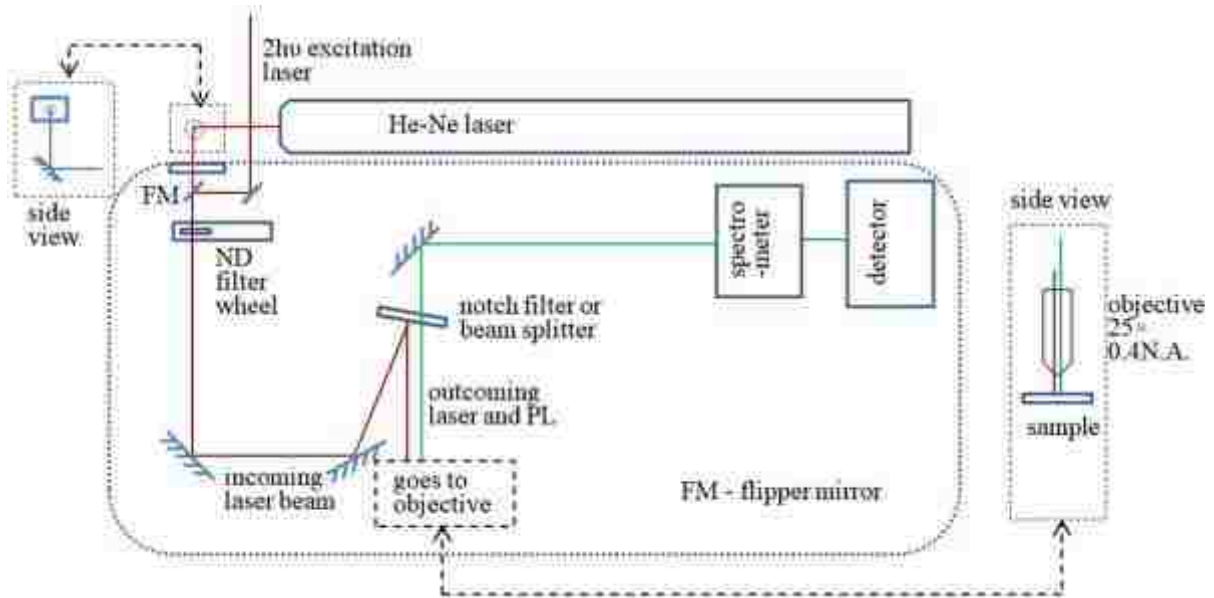 2hυ excitation
laser
He-Ne laser
side
view
FM
ND
filter
wheel
notch filter or
beam splitter
spectro
-meter
detector
outcoming
laser and PL
incoming
laser beam
goes to
objective
FM - flipper mirror
side view
objective
25×
0.4N.A.
sample